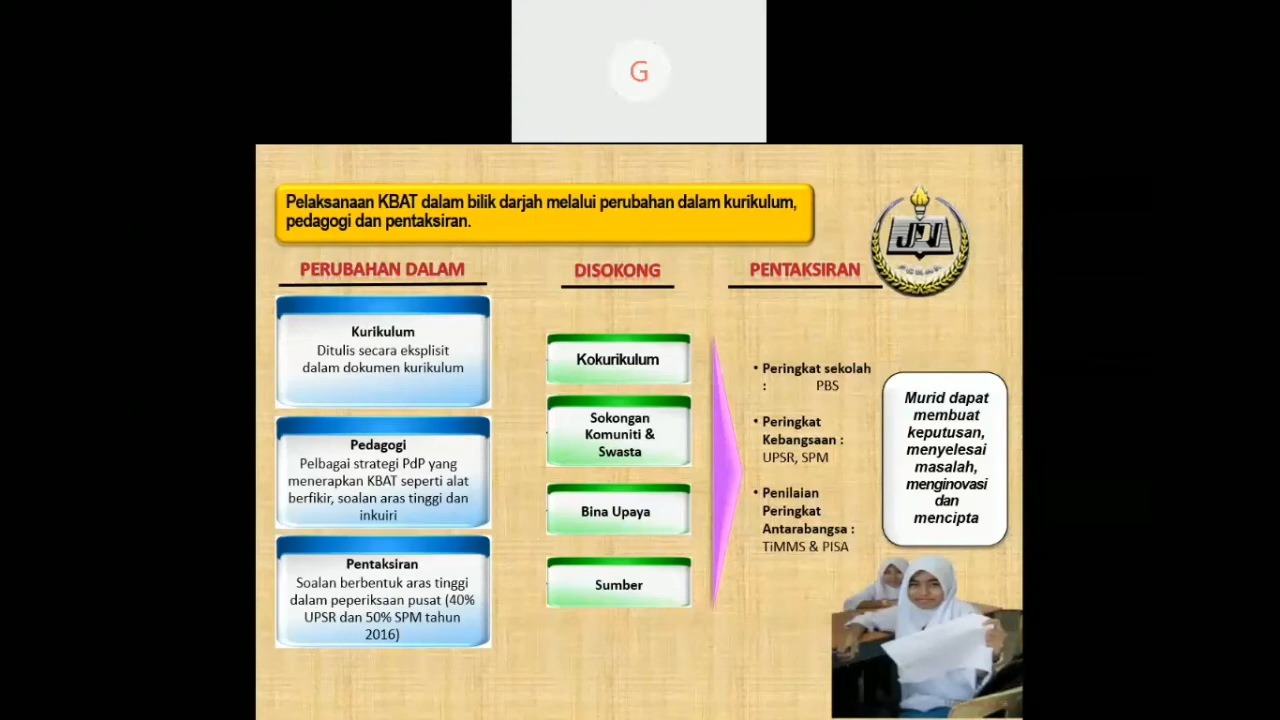 G
Pelaksanaan KBAT dalam bilik darjah melalui perubahan dalam kurikulum,
pedagogi dan pentaksiran.
PERUBAHAN DALAM
Kurikulum
Ditulis secara eksplisit
dalam dokumen kurikulum
Pedagogi
Pelbagai strategi PdP yang
menerapkan KBAT seperti alat
berfikir, soalan aras tinggi dan
inkuiri
Pentaksiran
Soalan berbentuk aras tinggi
dalam peperiksaan pusat (40%
UPSR dan 50% SPM tahun
2016)
DISOKONG
Kokurikulum
Sokongan
Komuniti &
Swasta
Bina Upaya
Sumber
PENTAKSIRAN
• Peringkat sekolah
: PBS
• Peringkat
Kebangsaan :
UPSR, SPM
• Penilaian
Peringkat
Antarabangsa :
TiMMS & PISA
JPN
Murid dapat
membuat
keputusan,
menyelesai
masalah,
menginovasi
dan
mencipta